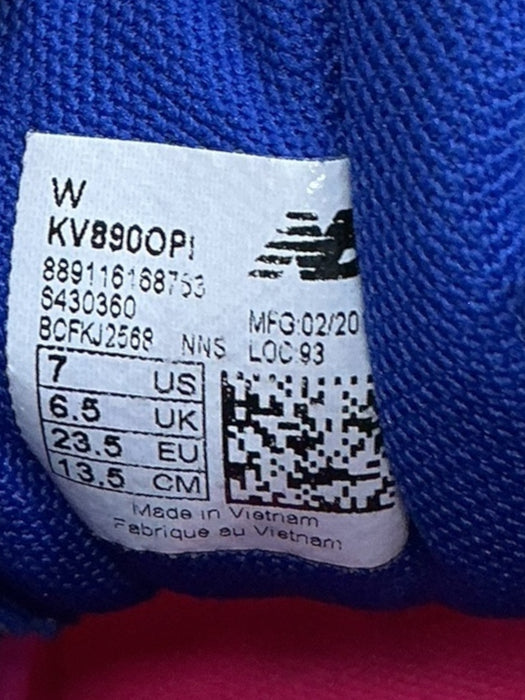 W
KV890OPI
889116168753
S430360
BCFKJ2568 NNS
MFG:02/20
LOC:93
7 US
6.5 UK
23.5 EU
13.5 CM
Made in Vietnam
Fabrique au Vietnam